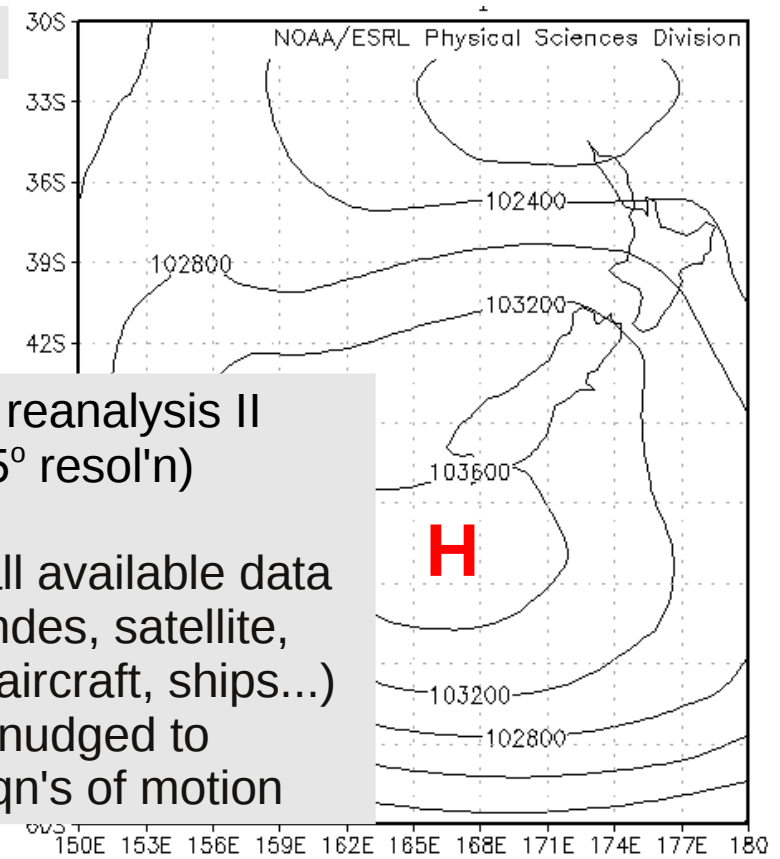 NOAA/ESRL Physical Sciences Division
30S
33S
36S
102400
39S
102800
103200
42S
reanalysis II
5º resol'n)
103600
H
all available data
ndes, satellite,
aircraft, ships...)
103200
nudged to
102800
qn's of motion
60S
150E 153E 156E 159E 162E 165E 168E 171E 174E 177E 180